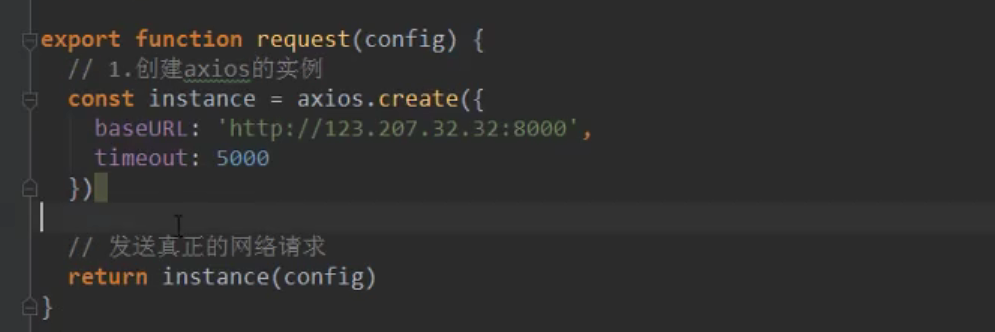 export function request(config) {
// 1.创建axios的实例
const instance = axios.create({
baseURL: 'http://123.207.32.32:8000',
timeout: 5000
})
// 发送真正的网络请求
return instance(config)
}